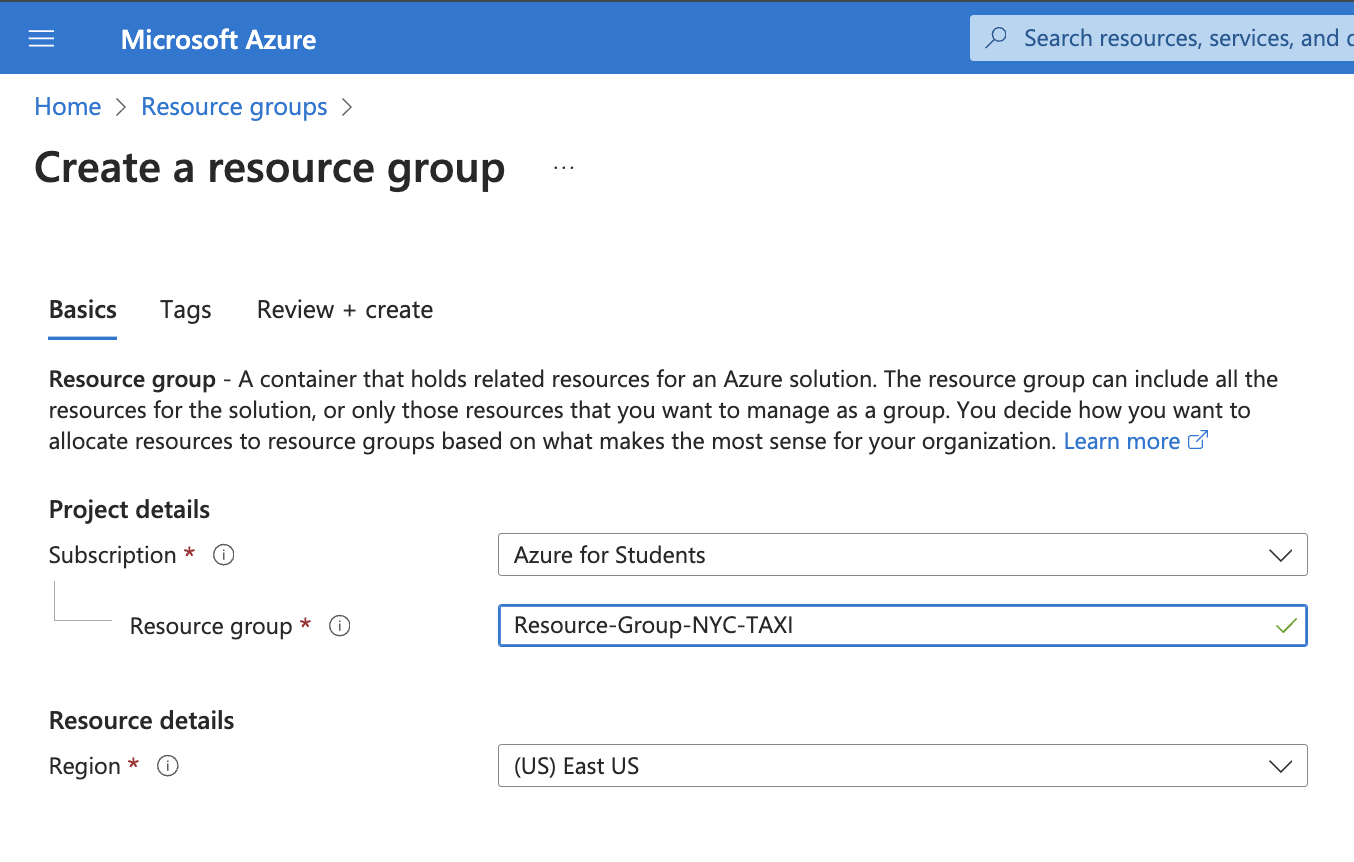 Microsoft Azure
Search resources, services, and
Home > Resource groups >
Create a resource group ...
Basics Tags Review + create
Resource group - A container that holds related resources for an Azure solution. The resource group can include all the
resources for the solution, or only those resources that you want to manage as a group. You decide how you want to
allocate resources to resource groups based on what makes the most sense for your organization. Learn more
Project details
Subscription * Azure for Students
Resource group * Resource-Group-NYC-TAXI
Resource details
Region * (US) East US